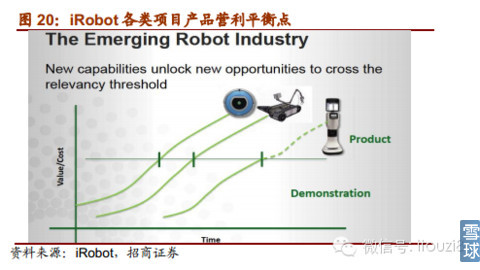 图 20：iRobot 各类项目产品营利平衡点
The Emerging Robot Industry
New capabilities unlock new opportunities to cross the
relevancy threshold
Value/Cost
Product
Demonstration
Time
资料来源：iRobot，招商证券
微信号:
雪球